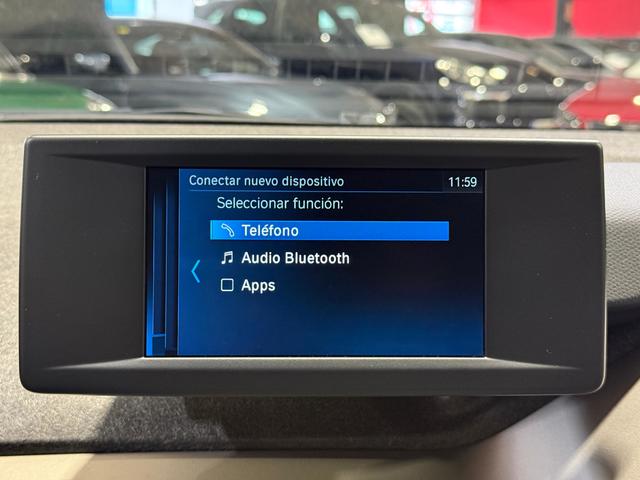 Conectar nuevo dispositivo 11:59
Seleccionar función:
Teléfono
Audio Bluetooth
Apps